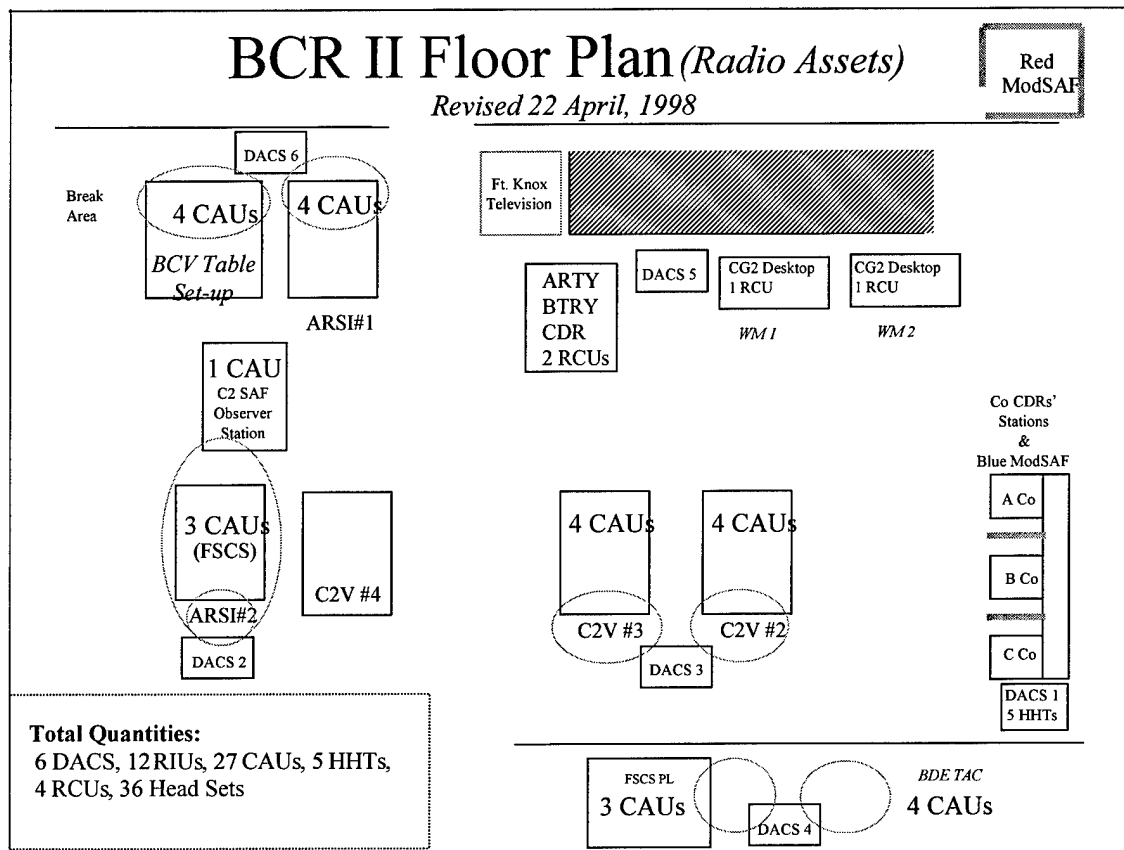 BCR II Floor Plan (Radio Assets)
Revised 22 April, 1998
Red
ModSAF
DACS 6
Break
Area
4 CAUs
BCV Table
Set-up
4 CAUs
ARSI#1
Ft. Knox
Television
ARTY
BTRY
CDR
2 RCUs
DACS 5
CG2 Desktop
1 RCU
WM 1
CG2 Desktop
1 RCU
WM 2
1 CAU
C2 SAF
Observer
Station
3 CAUs
(FSCS)
ARSI#2
DACS 2
C2V #4
4 CAUs
C2V #3
4 CAUs
C2V #2
DACS 3
Co CDRs'
Stations
&
Blue ModSAF
A Co
B Co
C Co
DACS 1
5 HHTs
Total Quantities:
6 DACS, 12 RIUs, 27 CAUs, 5 HHTs,
4 RCUs, 36 Head Sets
FSCS PL
3 CAUs
DACS 4
BDE TAC
4 CAUs